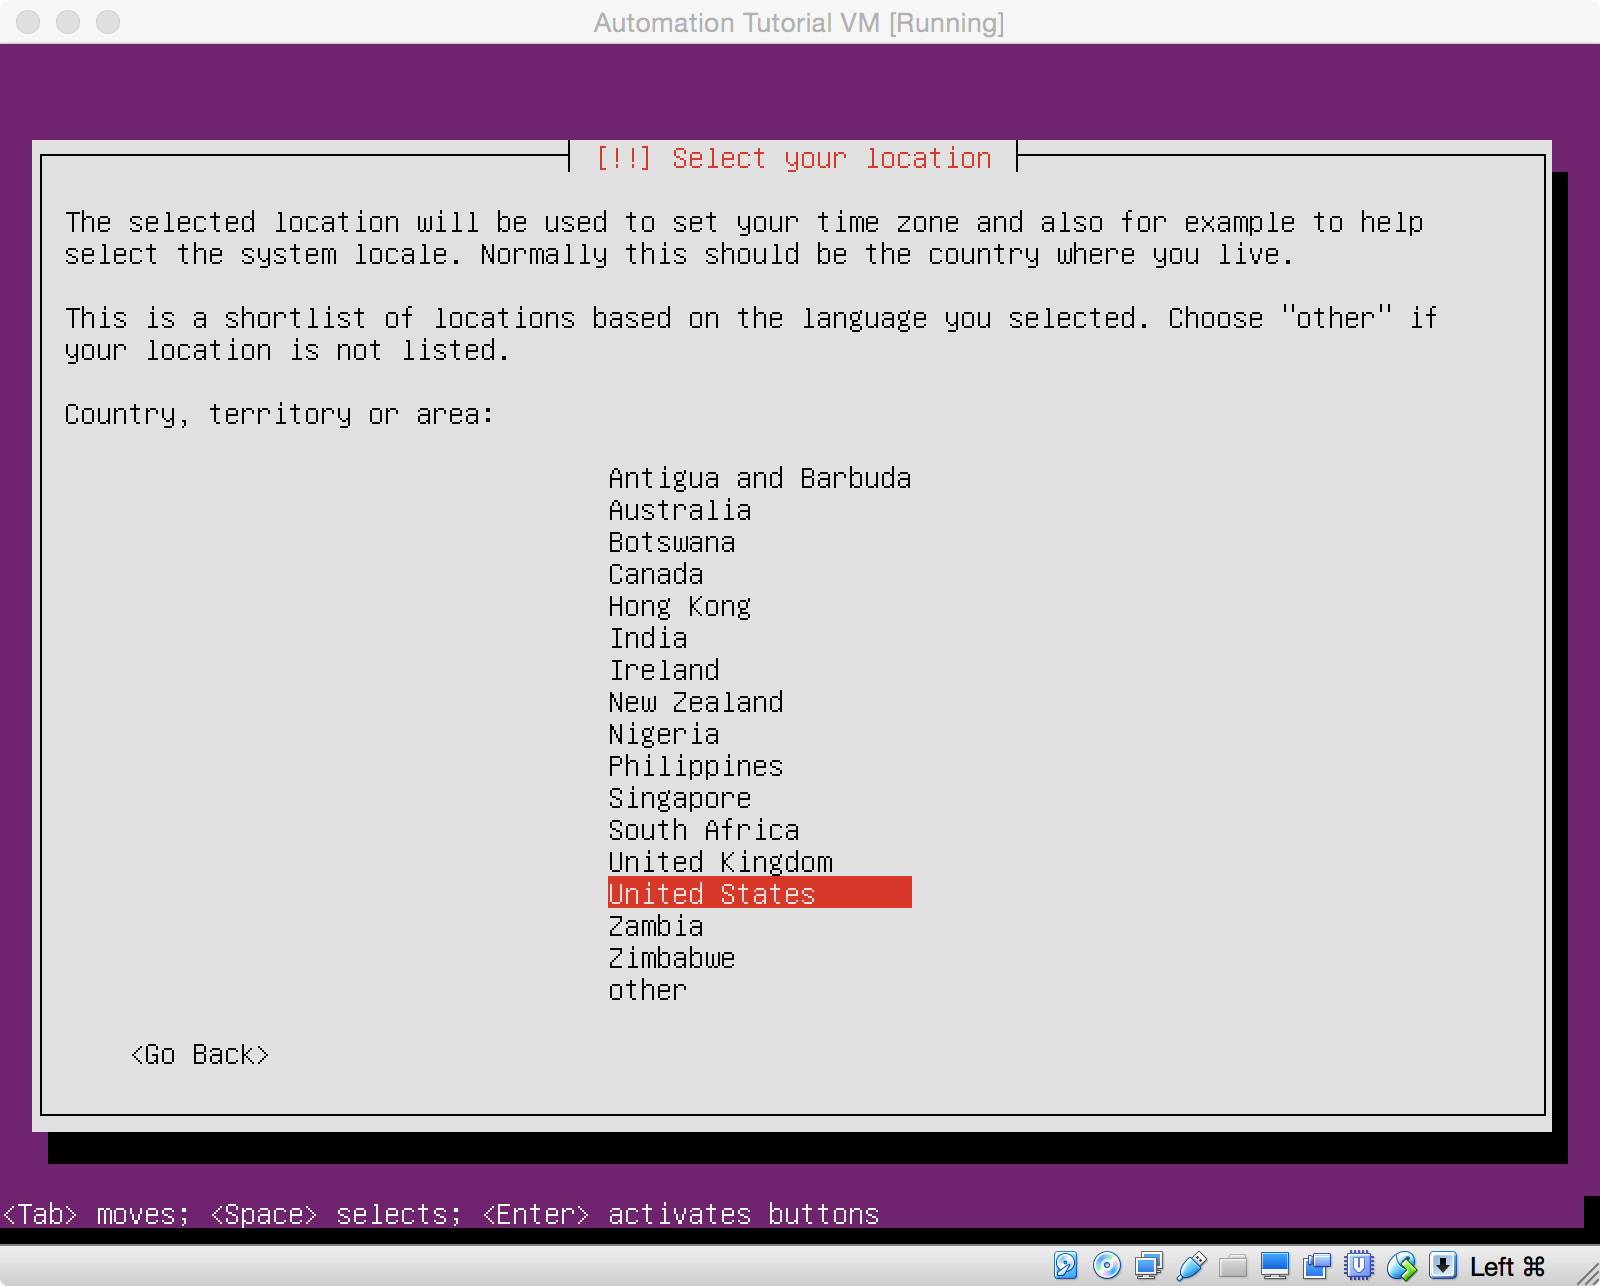 Automation Tutorial VM [Running]
[!!] Select your location
The selected location will be used to set your time zone and also for example to help
select the system locale. Normally this should be the country where you live.
This is a shortlist of locations based on the language you selected. Choose "other" if
your location is not listed.
Country, territory or area:
Antigua and Barbuda
Australia
Botswana
Canada
Hong Kong
India
Ireland
New Zealand
Nigeria
Philippines
Singapore
South Africa
United Kingdom
United States
Zambia
Zimbabwe
other
<Go Back>
<Tab> moves; <Space> selects; <Enter> activates buttons
Left ⌘